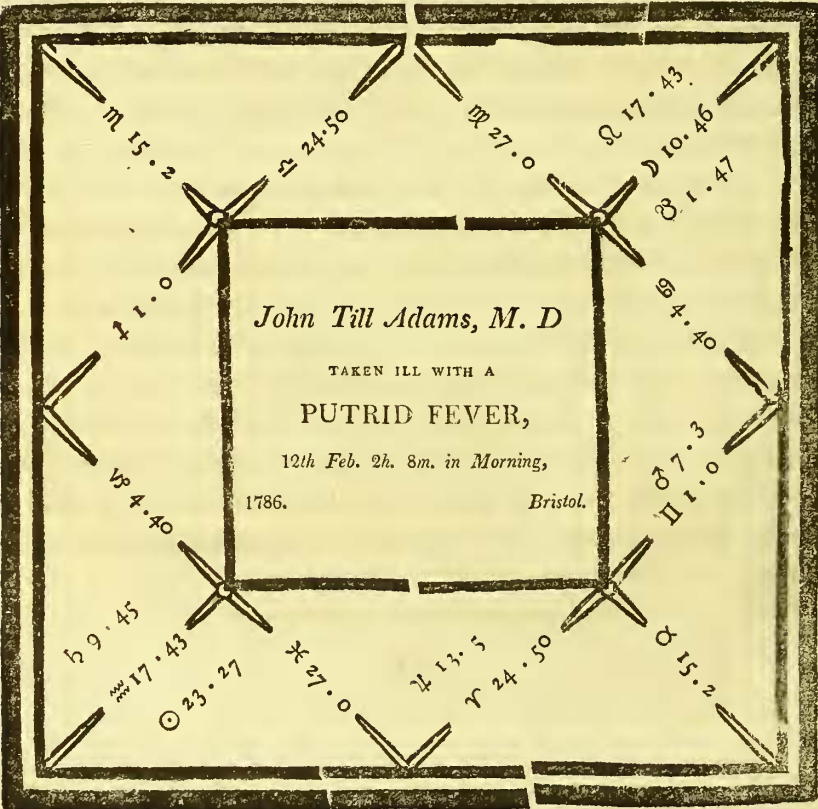 ♏ 15 . 2
♎ 24.50
♍ 27 . 0
♌ 17 . 43
☽ 10 . 46
☋ 1 . 47
♐ 1 . 0
♋ 4 . 40
John Till Adams, M. D
TAKEN ILL WITH A
PUTRID FEVER,
12th Feb. 2h. 8m. in Morning,
1786. Bristol.
♂ 7 . 3
♊ 1 . 0
♑ 4.40
♄ 9 . 45
♒ 17 . 43
☉ 23 . 27
♓ 27 . 0
♃ 13 . 5
♈ 24 . 50
♉ 15 . 2